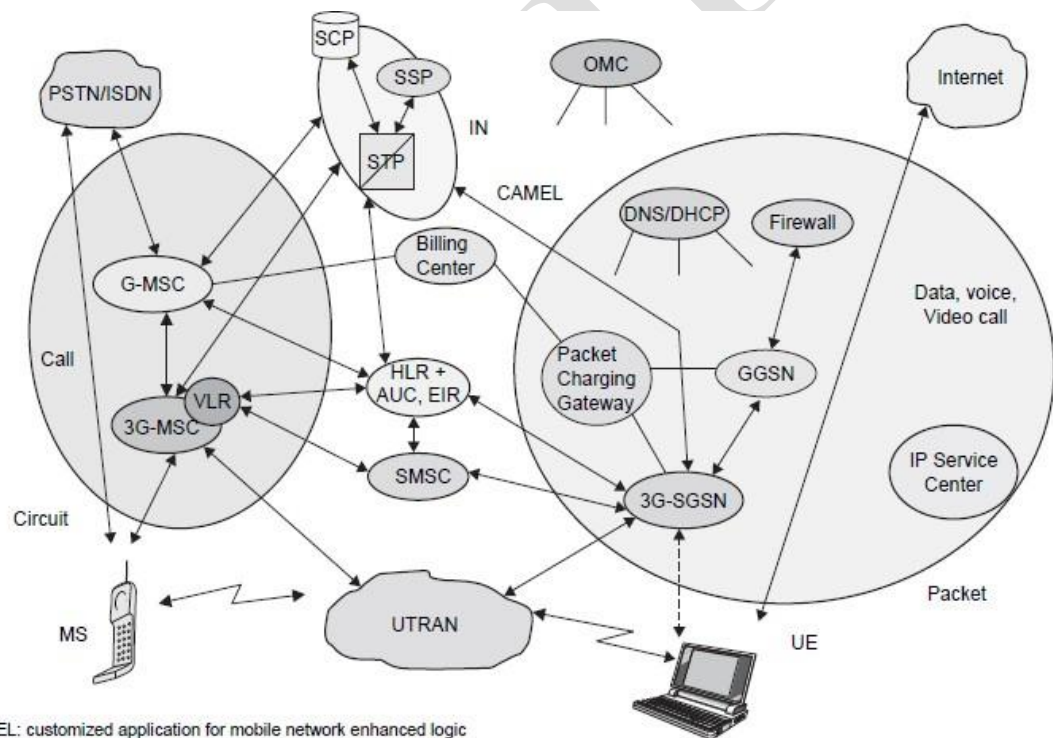 SCP
SSP
OMC
Internet
PSTN/ISDN
IN
STP
CAMEL
DNS/DHCP
Firewall
Billing
Center
G-MSC
Data, voice,
Video call
Call
Packet
Charging
Gateway
GGSN
HLR +
AUC, EIR
VLR
3G-MSC
SMSC
3G-SGSN
IP Service
Center
Circuit
Packet
MS
UTRAN
UE
EL: customized application for mobile network enhanced logic